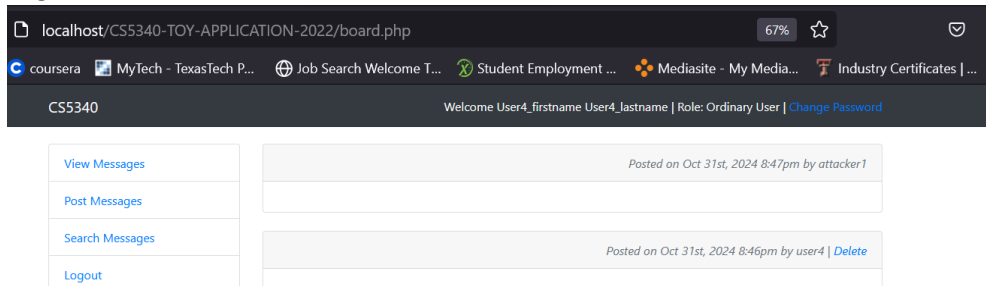 localhost/CS5340-TOY-APPLICATION-2022/board.php 67%
coursera MyTech - TexasTech P... Job Search Welcome T... Student Employment ... Mediasite - My Media... Industry Certificates | ...
CS5340 Welcome User4_firstname User4_lastname | Role: Ordinary User | Change Password
View Messages
Posted on Oct 31st, 2024 8:47pm by attacker1
Post Messages
Search Messages
Posted on Oct 31st, 2024 8:46pm by user4 | Delete
Logout